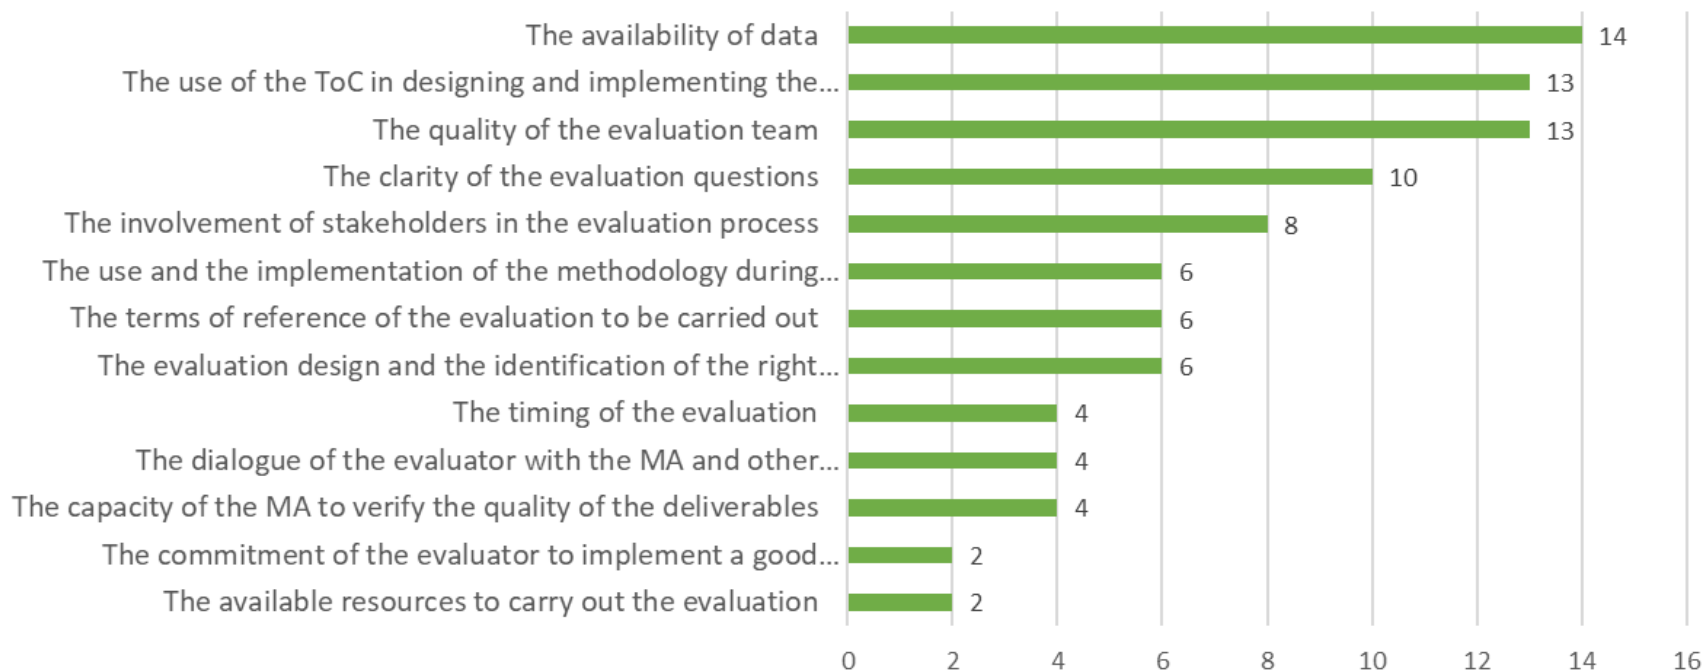 The availability of data 14
The use of the ToC in designing and implementing the... 13
The quality of the evaluation team 13
The clarity of the evaluation questions 10
The involvement of stakeholders in the evaluation process 8
The use and the implementation of the methodology during... 6
The terms of reference of the evaluation to be carried out 6
The evaluation design and the identification of the right... 6
The timing of the evaluation 4
The dialogue of the evaluator with the MA and other... 4
The capacity of the MA to verify the quality of the deliverables 4
The commitment of the evaluator to implement a good... 2
The available resources to carry out the evaluation 2
0 2 4 6 8 10 12 14 16